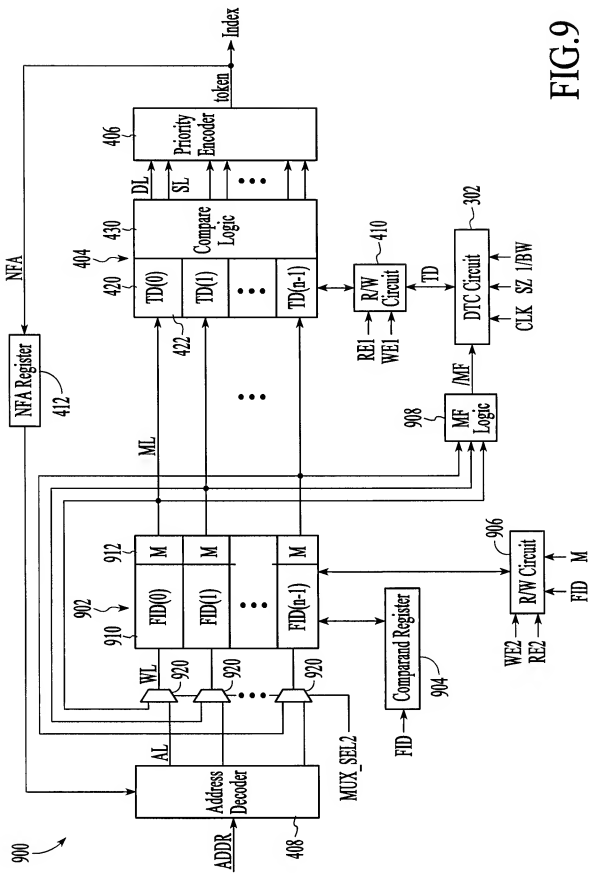 900
ADDR
Address
Decoder
408
AL
WL
920
920
920
MUX_SEL2
902
910
912
FID(0)
M
FID(1)
M
FID(n-1)
M
FID
Comparand Register
904
WE2
RE2
R/W Circuit
906
FID
M
NFA Register
412
NFA
ML
404
420
430
TD(0)
TD(1)
TD(n-1)
422
Compare
Logic
DL
SL
406
Priority
Encoder
token
Index
RE1
WE1
R/W
Circuit
410
TD
908
MF
Logic
/MF
DTC Circuit
302
CLK
SZ
1/BW
FIG.9